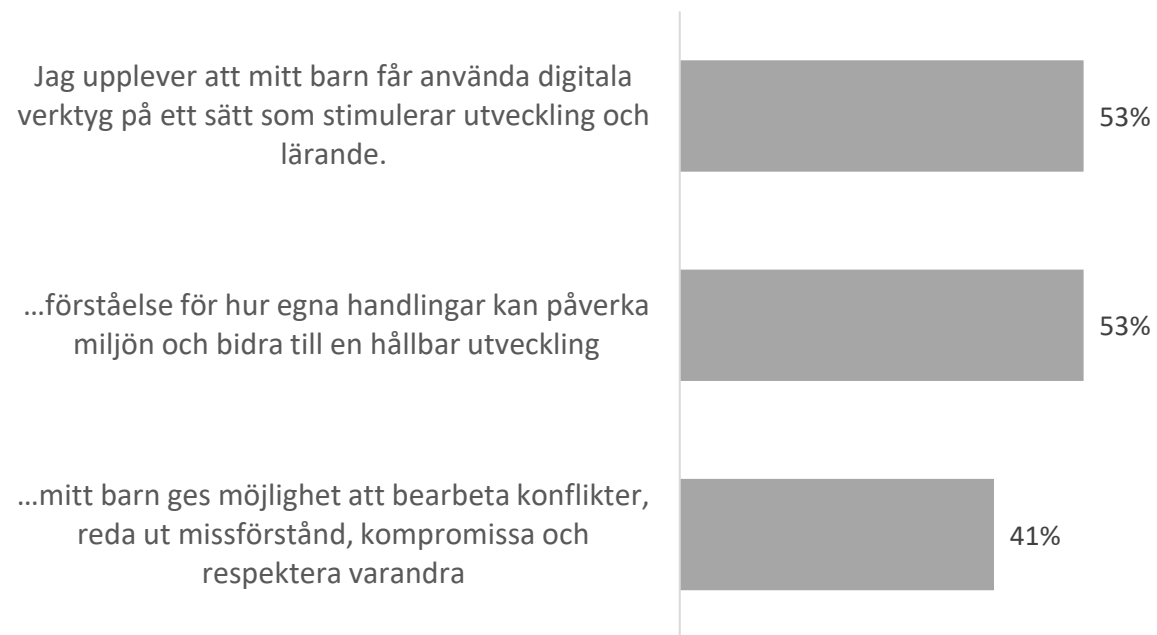 Jag upplever att mitt barn får använda digitala
verktyg på ett sätt som stimulerar utveckling och
lärande.
53%
…förståelse för hur egna handlingar kan påverka
miljön och bidra till en hållbar utveckling
53%
…mitt barn ges möjlighet att bearbeta konflikter,
reda ut missförstånd, kompromissa och
respektera varandra
41%